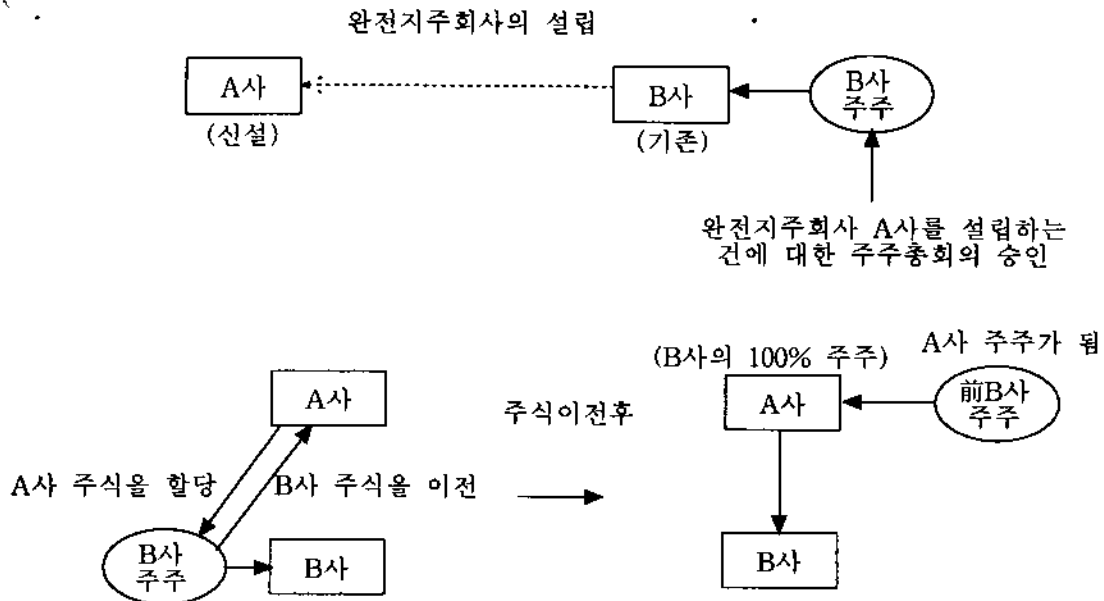 완전지주회사의 설립
A사
(신설)
B사
(기존)
B사
주주
완전지주회사 A사를 설립하는
건에 대한 주주총회의 승인
A사
A사 주식을 할당
B사 주식을 이전
B사
주주
B사
주식이전후
(B사의 100% 주주)
A사 주주가 됨
A사
前B사
주주
B사